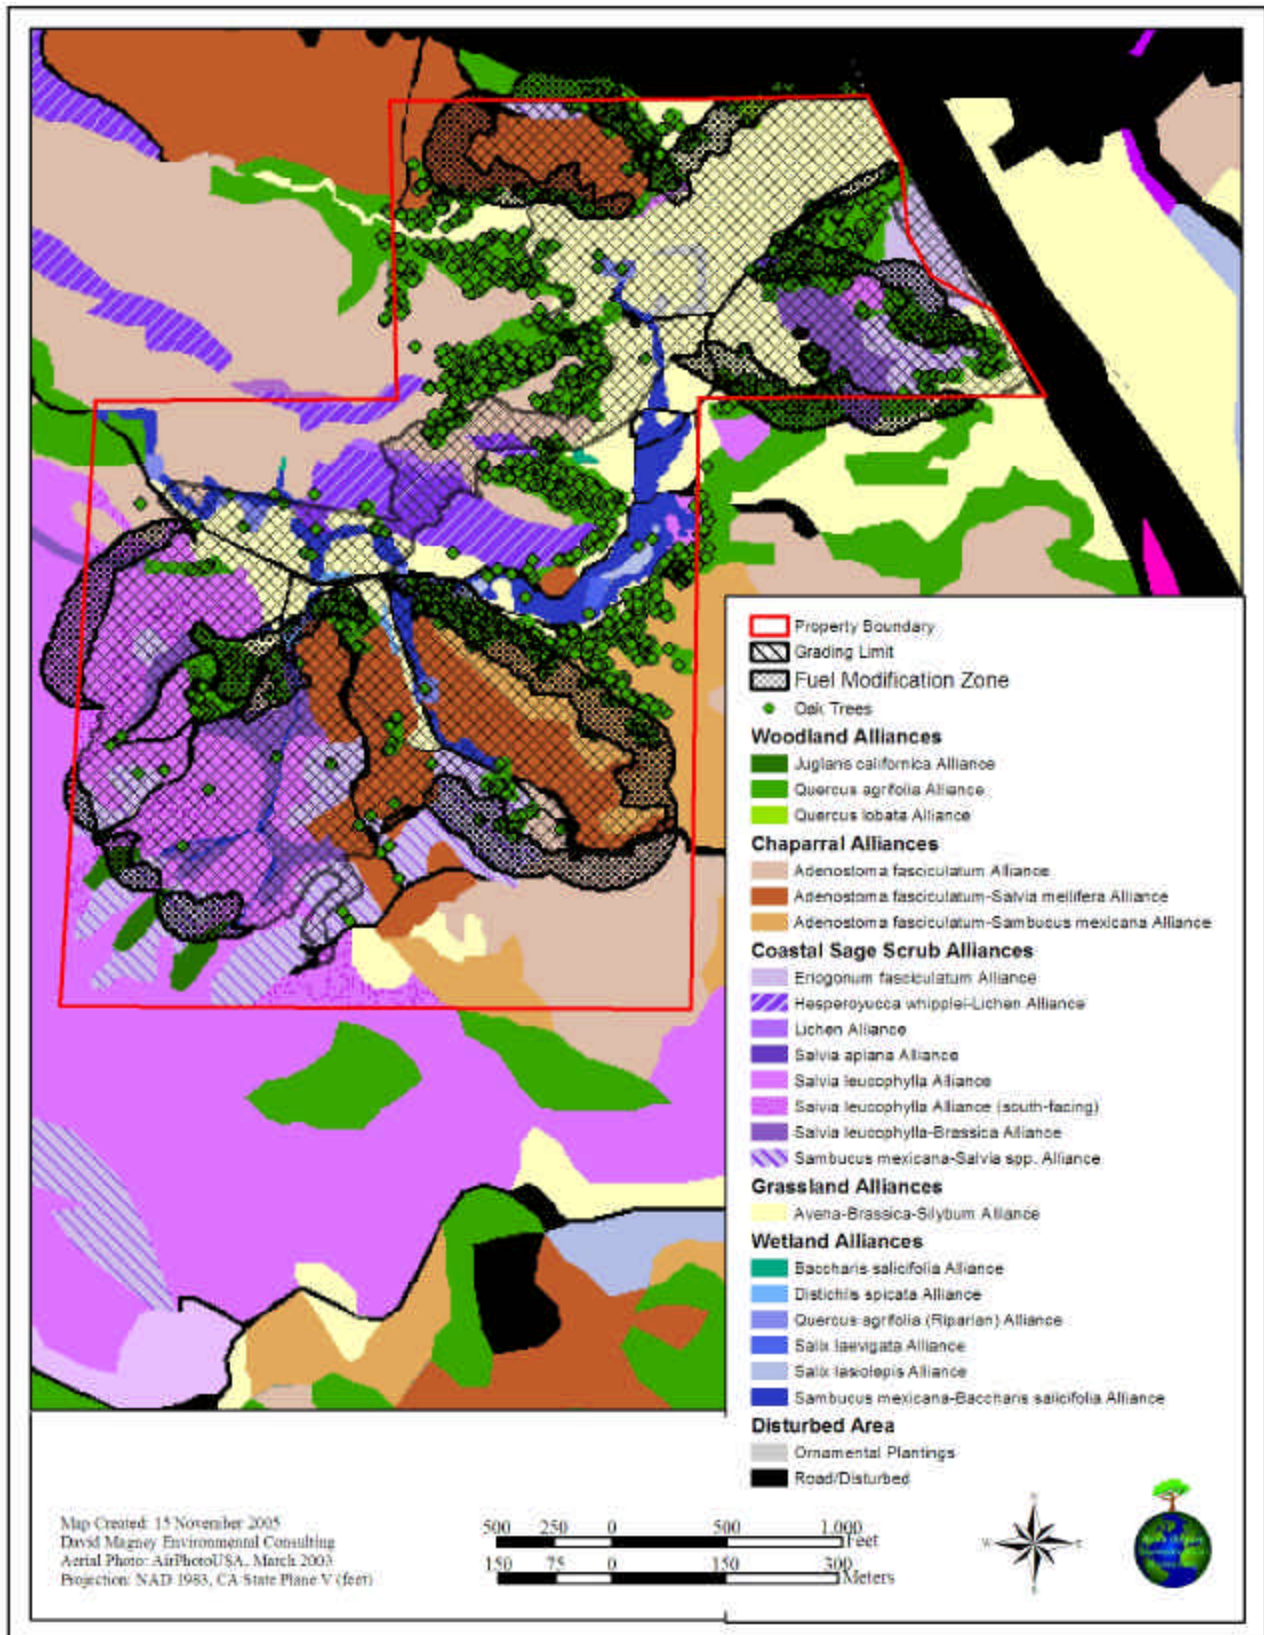 Property Boundary
Grading Limit
Fuel Modification Zone
Oak Trees
Woodland Alliances
Juglans californica Alliance
Quercus agrifolia Alliance
Quercus lobata Alliance
Chaparral Alliances
Adenostoma fasciculatum Alliance
Adenostoma fasciculatum-Salvia mellifera Alliance
Adenostoma fasciculatum-Sambucus mexicana Alliance
Coastal Sage Scrub Alliances
Eriogonum fasciculatum Alliance
Hesperoyucca whipplei-Lichen Alliance
Lichen Alliance
Salvia apiana Alliance
Salvia leucophylla Alliance
Salvia leucophylla Alliance (south-facing)
Salvia leucophylla-Brassica Alliance
Sambucus mexicana-Salvia spp. Alliance
Grassland Alliances
Avena-Brassica-Silybum Alliance
Wetland Alliances
Baccharis salicifolia Alliance
Distichlis spicata Alliance
Quercus agrifolia (Riparian) Alliance
Salix laevigata Alliance
Salix lasiolepis Alliance
Sambucus mexicana-Baccharis salicifolia Alliance
Disturbed Area
Ornamental Plantings
Road/Disturbed
Map Created: 15 November 2005
David Magney Environmental Consulting
Aerial Photo: AirPhotoUSA, March 2003
Projection: NAD 1983, CA State Plane V (feet)
500 250 0 500 1,000
Feet
150 75 0 150 300
Meters
N
W E
S